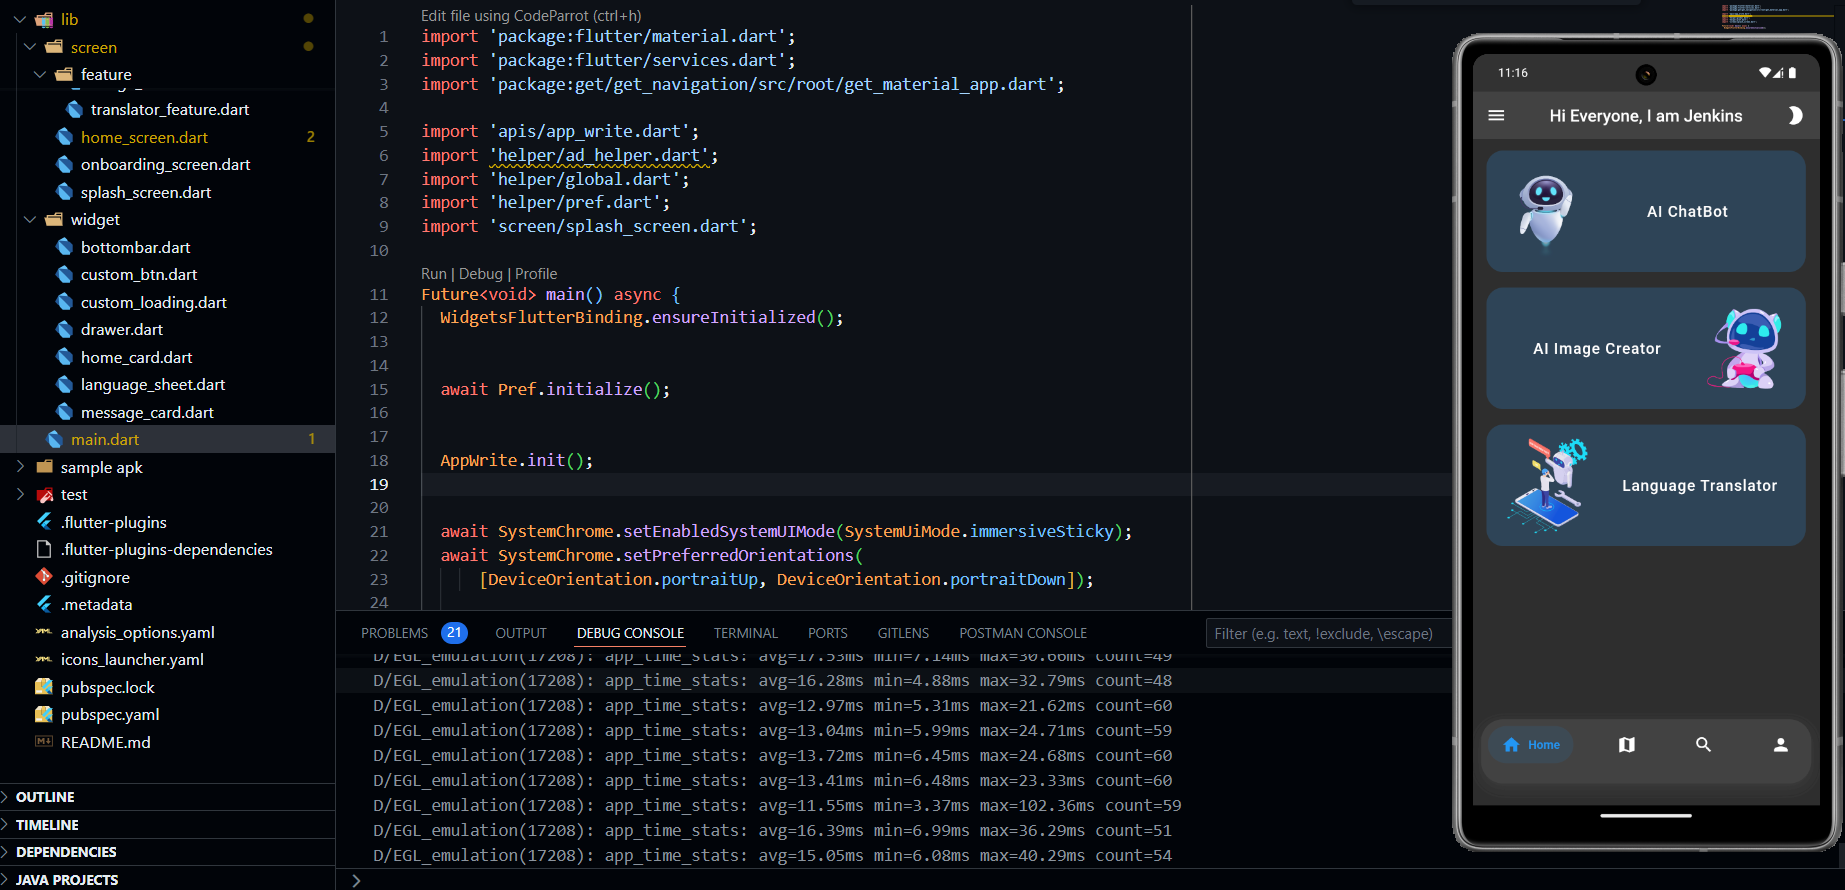 lib
screen
feature
translator_feature.dart
home_screen.dart 2
onboarding_screen.dart
splash_screen.dart
widget
bottombar.dart
custom_btn.dart
custom_loading.dart
drawer.dart
home_card.dart
language_sheet.dart
message_card.dart
main.dart 1
sample apk
test
.flutter-plugins
.flutter-plugins-dependencies
.gitignore
.metadata
analysis_options.yaml
icons_launcher.yaml
pubspec.lock
pubspec.yaml
README.md
OUTLINE
TIMELINE
DEPENDENCIES
JAVA PROJECTS
Edit file using CodeParrot (ctrl+h)
1 import 'package:flutter/material.dart';
2 import 'package:flutter/services.dart';
3 import 'package:get/get_navigation/src/root/get_material_app.dart';
4
5 import 'apis/app_write.dart';
6 import 'helper/ad_helper.dart';
7 import 'helper/global.dart';
8 import 'helper/pref.dart';
9 import 'screen/splash_screen.dart';
10
Run | Debug | Profile
11 Future<void> main() async {
12 WidgetsFlutterBinding.ensureInitialized();
13
14
15 await Pref.initialize();
16
17
18 AppWrite.init();
19
20
21 await SystemChrome.setEnabledSystemUIMode(SystemUiMode.immersiveSticky);
22 await SystemChrome.setPreferredOrientations(
23 [DeviceOrientation.portraitUp, DeviceOrientation.portraitDown]);
24
PROBLEMS 21 OUTPUT DEBUG CONSOLE TERMINAL PORTS GITLENS POSTMAN CONSOLE Filter (e.g. text, !exclude, \escape)
D/EGL_emulation(17208): app_time_stats: avg=17.53ms min=7.14ms max=30.66ms count=49
D/EGL_emulation(17208): app_time_stats: avg=16.28ms min=4.88ms max=32.79ms count=48
D/EGL_emulation(17208): app_time_stats: avg=12.97ms min=5.31ms max=21.62ms count=60
D/EGL_emulation(17208): app_time_stats: avg=13.04ms min=5.99ms max=24.71ms count=59
D/EGL_emulation(17208): app_time_stats: avg=13.72ms min=6.45ms max=24.68ms count=60
D/EGL_emulation(17208): app_time_stats: avg=13.41ms min=6.48ms max=23.33ms count=60
D/EGL_emulation(17208): app_time_stats: avg=11.55ms min=3.37ms max=102.36ms count=59
D/EGL_emulation(17208): app_time_stats: avg=16.39ms min=6.99ms max=36.29ms count=51
D/EGL_emulation(17208): app_time_stats: avg=15.05ms min=6.08ms max=40.29ms count=54
11:16
Hi Everyone, I am Jenkins
AI ChatBot
AI Image Creator
Language Translator
Home